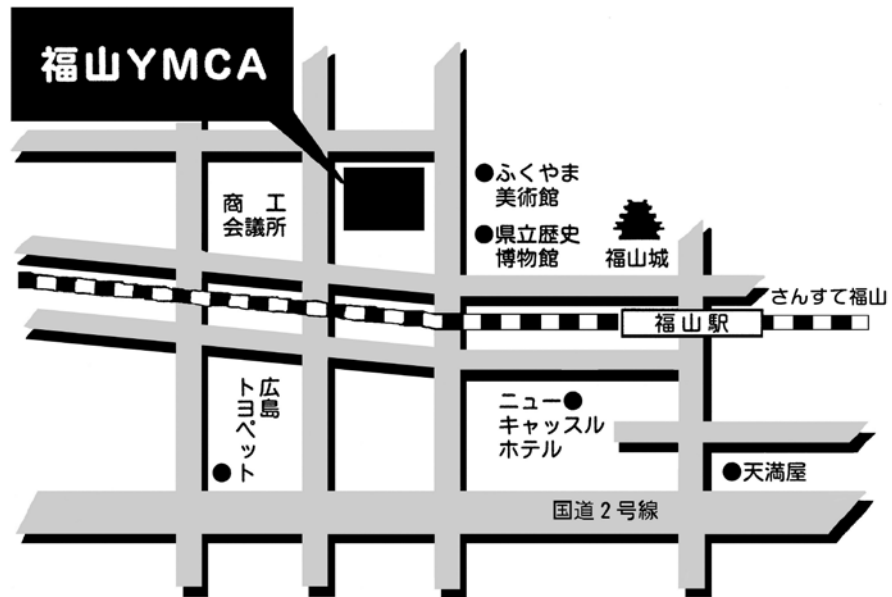 福山YMCA
商工
会議所
●ふくやま
美術館
●県立歴史
博物館
福山城
さんすて福山
福山駅
広島
トヨペット
ニュー●
キャッスル
ホテル
●天満屋
国道2号線